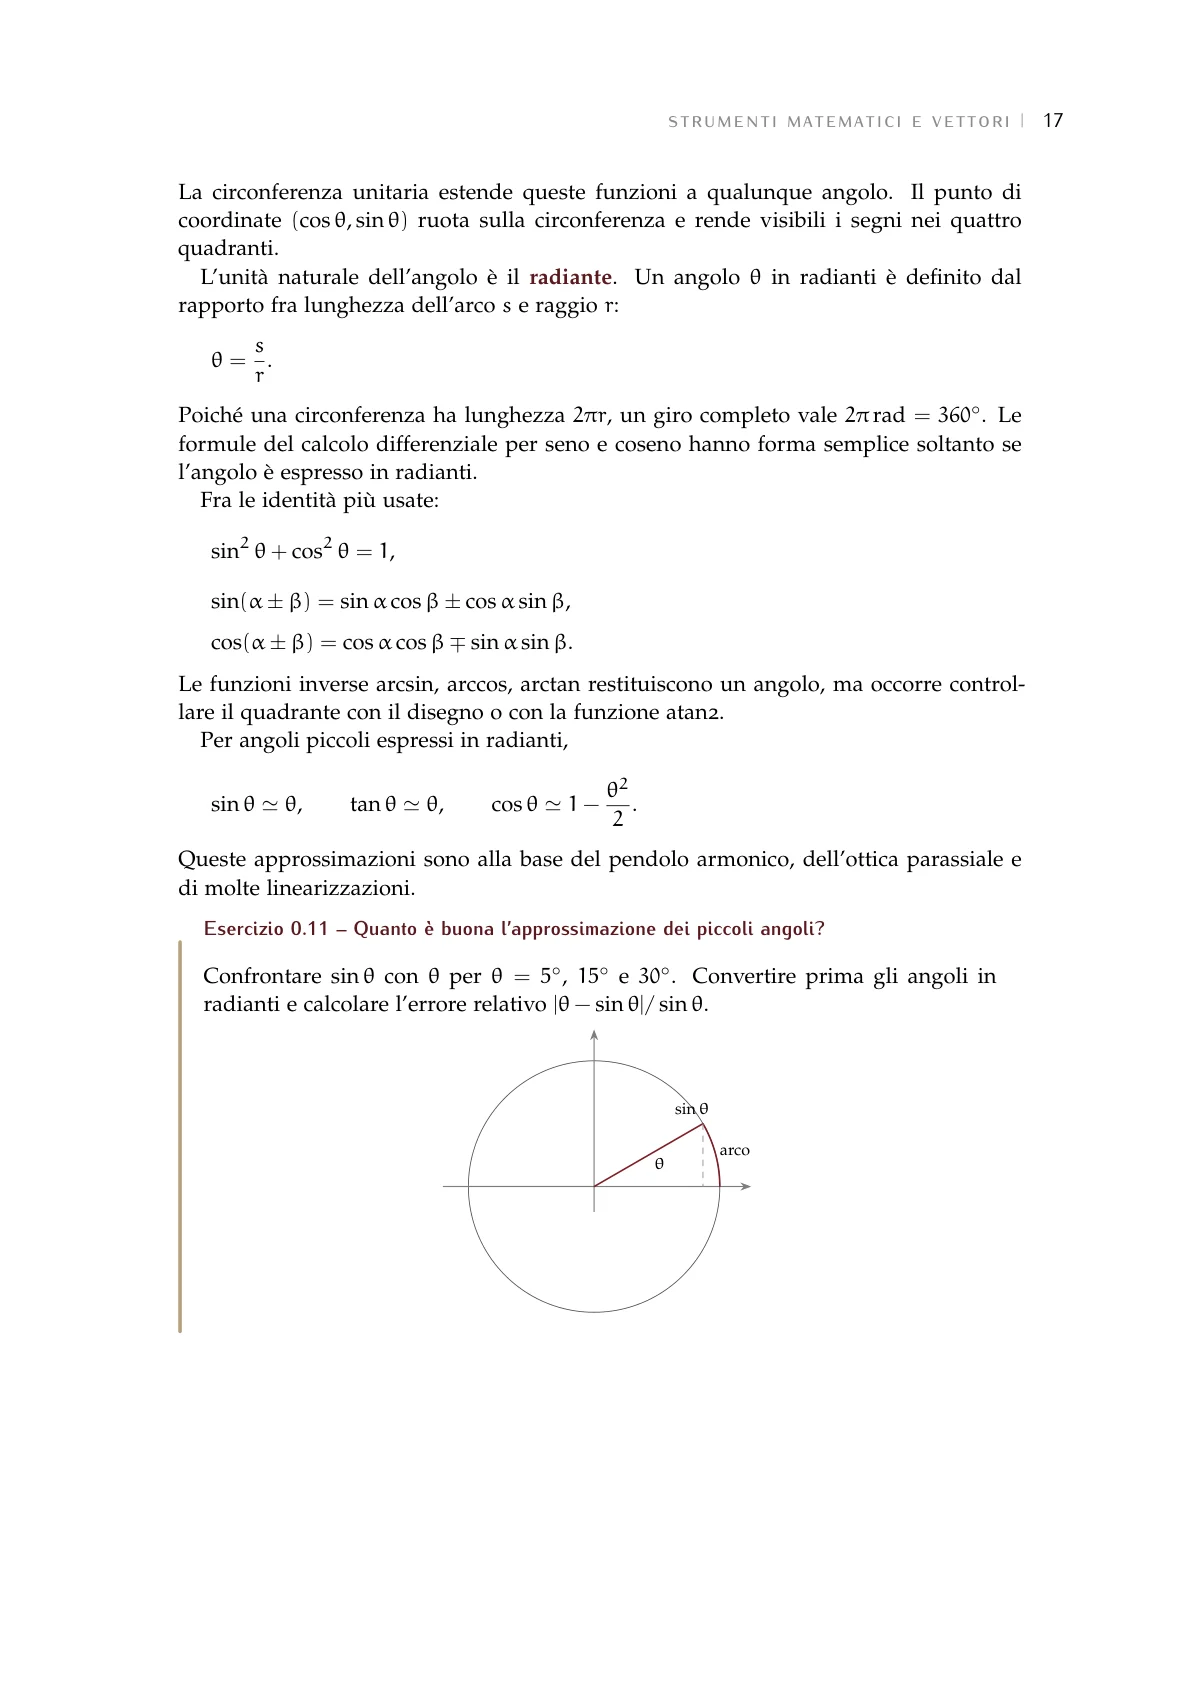 STRUMENTI MATEMATICI E VETTORI | 17
La circonferenza unitaria estende queste funzioni a qualunque angolo. Il punto di
coordinate (cos θ, sin θ) ruota sulla circonferenza e rende visibili i segni nei quattro
quadranti.
L'unità naturale dell'angolo è il radiante. Un angolo θ in radianti è definito dal
rapporto fra lunghezza dell'arco s e raggio r:
θ = s/r.
Poiché una circonferenza ha lunghezza 2πr, un giro completo vale 2π rad = 360°. Le
formule del calcolo differenziale per seno e coseno hanno forma semplice soltanto se
l'angolo è espresso in radianti.
Fra le identità più usate:
sin² θ + cos² θ = 1,
sin(α ± β) = sin α cos β ± cos α sin β,
cos(α ± β) = cos α cos β ∓ sin α sin β.
Le funzioni inverse arcsin, arccos, arctan restituiscono un angolo, ma occorre control-
lare il quadrante con il disegno o con la funzione atan2.
Per angoli piccoli espressi in radianti,
sin θ ≃ θ, tan θ ≃ θ, cos θ ≃ 1 − θ²/2.
Queste approssimazioni sono alla base del pendolo armonico, dell'ottica parassiale e
di molte linearizzazioni.
Esercizio 0.11 – Quanto è buona l'approssimazione dei piccoli angoli?
Confrontare sin θ con θ per θ = 5°, 15° e 30°. Convertire prima gli angoli in
radianti e calcolare l'errore relativo |θ − sin θ|/ sin θ.
sin θ
arco
θ